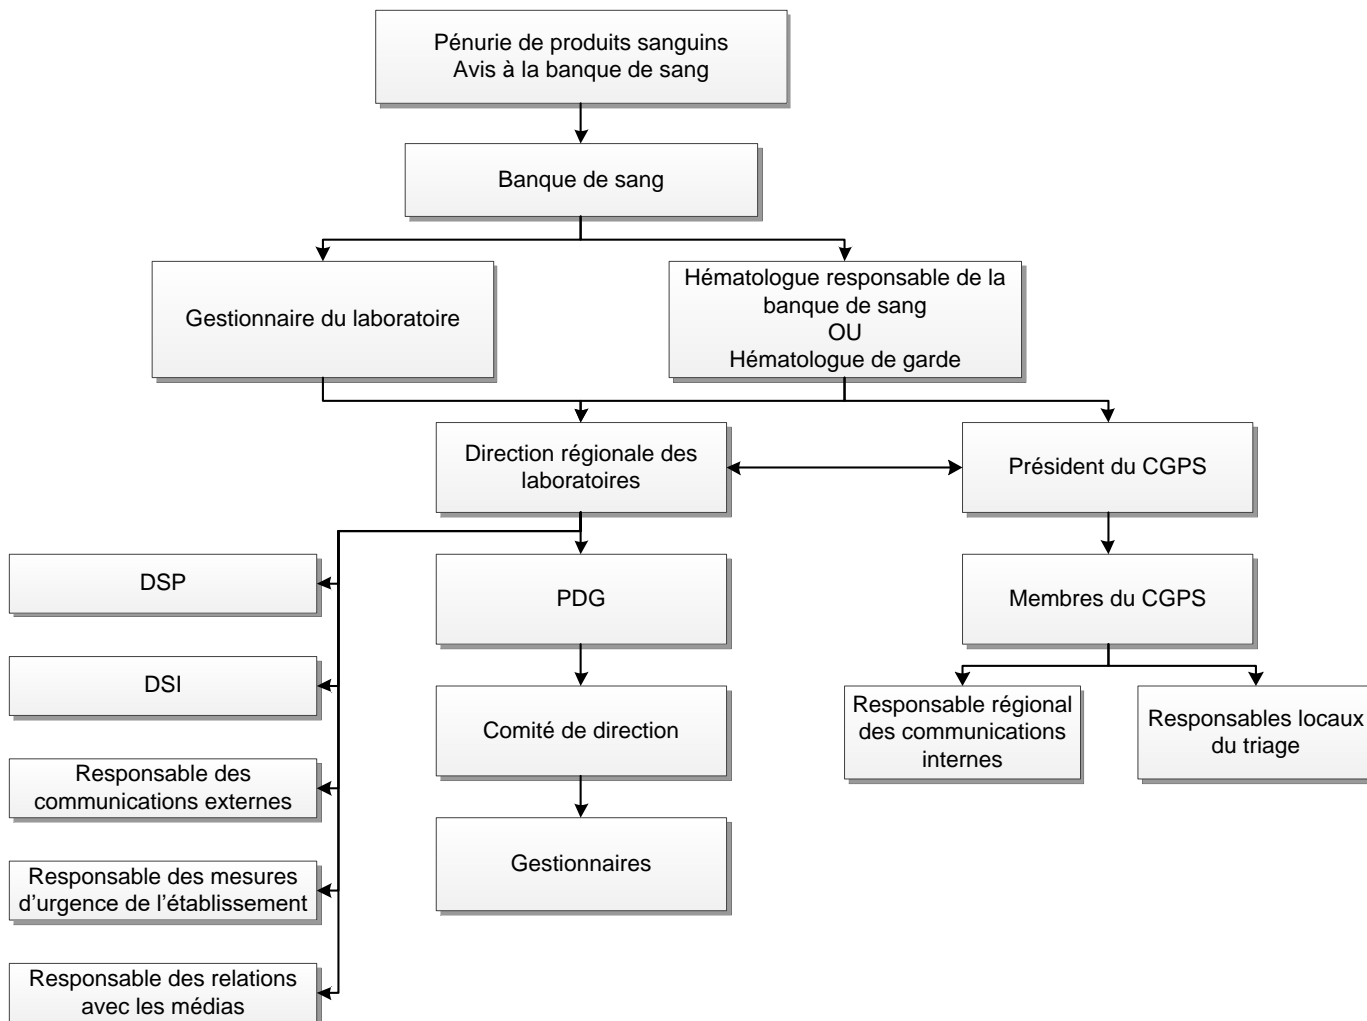 Pénurie de produits sanguins
Avis à la banque de sang
Banque de sang
Gestionnaire du laboratoire
Hématologue responsable de la
banque de sang
OU
Hématologue de garde
Direction régionale des
laboratoires
Président du CGPS
DSP
PDG
Membres du CGPS
DSI
Comité de direction
Responsable régional
des communications
internes
Responsables locaux
du triage
Responsable des
communications externes
Gestionnaires
Responsable des mesures
d’urgence de l’établissement
Responsable des relations
avec les médias